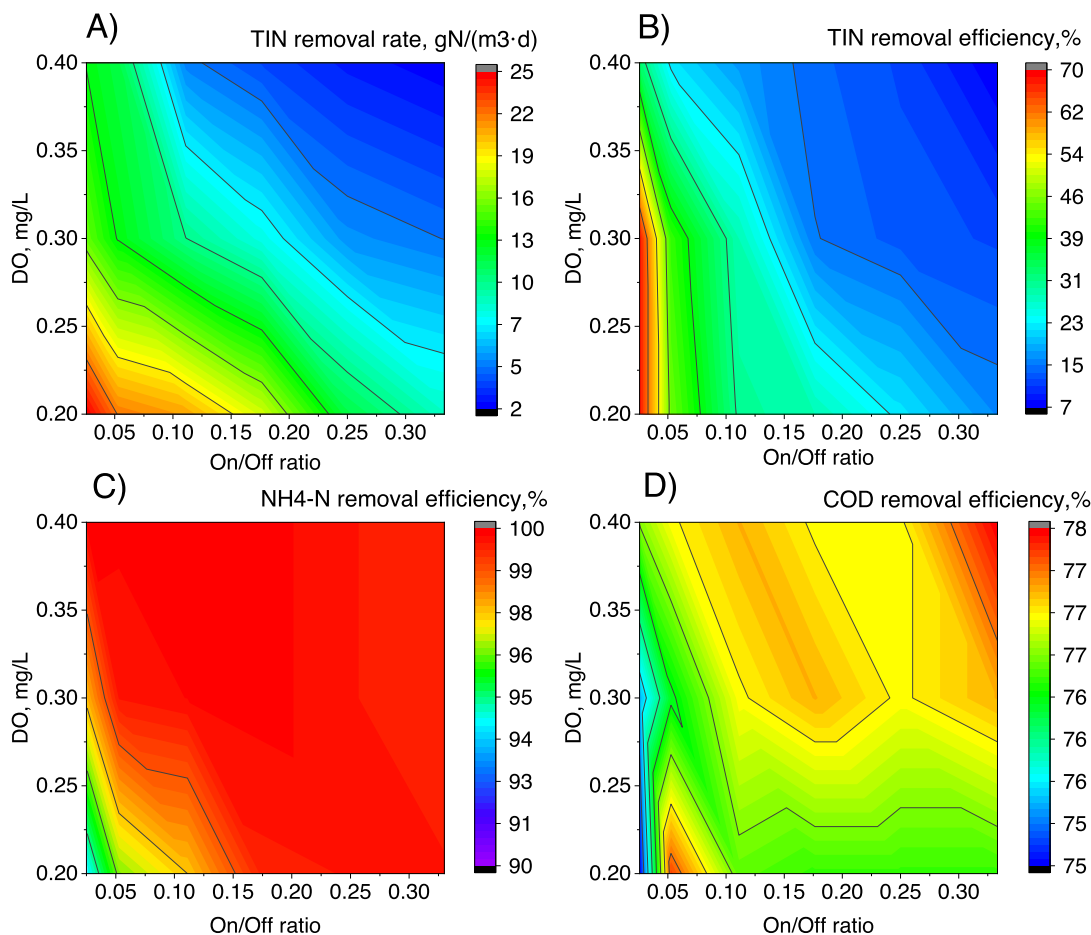 A)
TIN removal rate, gN/(m3·d)
0.40
0.35
0.30
0.25
0.20
DO, mg/L
0.05 0.10 0.15 0.20 0.25 0.30
On/Off ratio
25
22
19
16
13
10
7
5
2
B)
TIN removal efficiency,%
0.40
0.35
0.30
0.25
0.20
DO, mg/L
0.05 0.10 0.15 0.20 0.25 0.30
On/Off ratio
70
62
54
46
39
31
23
15
7
C)
NH4-N removal efficiency,%
0.40
0.35
0.30
0.25
0.20
DO, mg/L
0.05 0.10 0.15 0.20 0.25 0.30
On/Off ratio
100
99
98
96
95
94
93
91
90
D)
COD removal efficiency,%
0.40
0.35
0.30
0.25
0.20
DO, mg/L
0.05 0.10 0.15 0.20 0.25 0.30
On/Off ratio
78
77
77
77
76
76
76
75
75